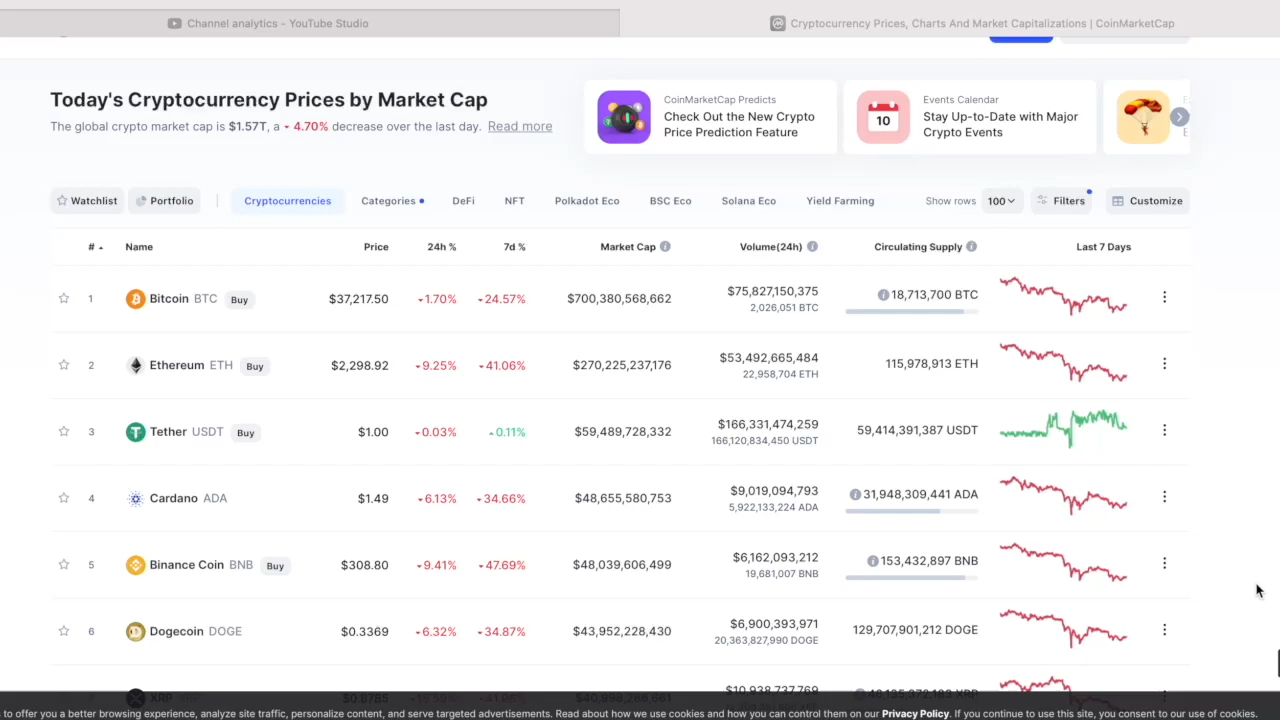 Channel analytics - YouTube Studio
Cryptocurrency Prices, Charts And Market Capitalizations | CoinMarketCap
Today's Cryptocurrency Prices by Market Cap
The global crypto market cap is $1.57T, a 4.70% decrease over the last day. Read more
CoinMarketCap Predicts
Check Out the New Crypto
Price Prediction Feature
10
Events Calendar
Stay Up-to-Date with Major
Crypto Events
Watchlist Portfolio Cryptocurrencies Categories DeFi NFT Polkadot Eco BSC Eco Solana Eco Yield Farming Show rows 100 Filters Customize
# Name Price 24h % 7d % Market Cap Volume(24h) Circulating Supply Last 7 Days
1 Bitcoin BTC Buy $37,217.50 1.70% 24.57% $700,380,568,662 $75,827,150,375 18,713,700 BTC
2,026,051 BTC
2 Ethereum ETH Buy $2,298.92 9.25% 41.06% $270,225,237,176 $53,492,665,484 115,978,913 ETH
22,958,704 ETH
3 Tether USDT Buy $1.00 0.03% 0.11% $59,489,728,332 $166,331,474,259 59,414,391,387 USDT
166,120,834,450 USDT
4 Cardano ADA $1.49 6.13% 34.66% $48,655,580,753 $9,019,094,793 31,948,309,441 ADA
5,922,133,224 ADA
5 Binance Coin BNB Buy $308.80 9.41% 47.69% $48,039,606,499 $6,162,093,212 153,432,897 BNB
19,681,007 BNB
6 Dogecoin DOGE $0.3369 6.32% 34.87% $43,952,228,430 $6,900,393,971 129,707,901,212 DOGE
20,363,827,990 DOGE
XRP XRP $10,938,737,769
to offer you a better browsing experience, analyze site traffic, personalize content, and serve targeted advertisements. Read about how we use cookies and how you can control them on our Privacy Policy. If you continue to use this site, you consent to our use of cookies.